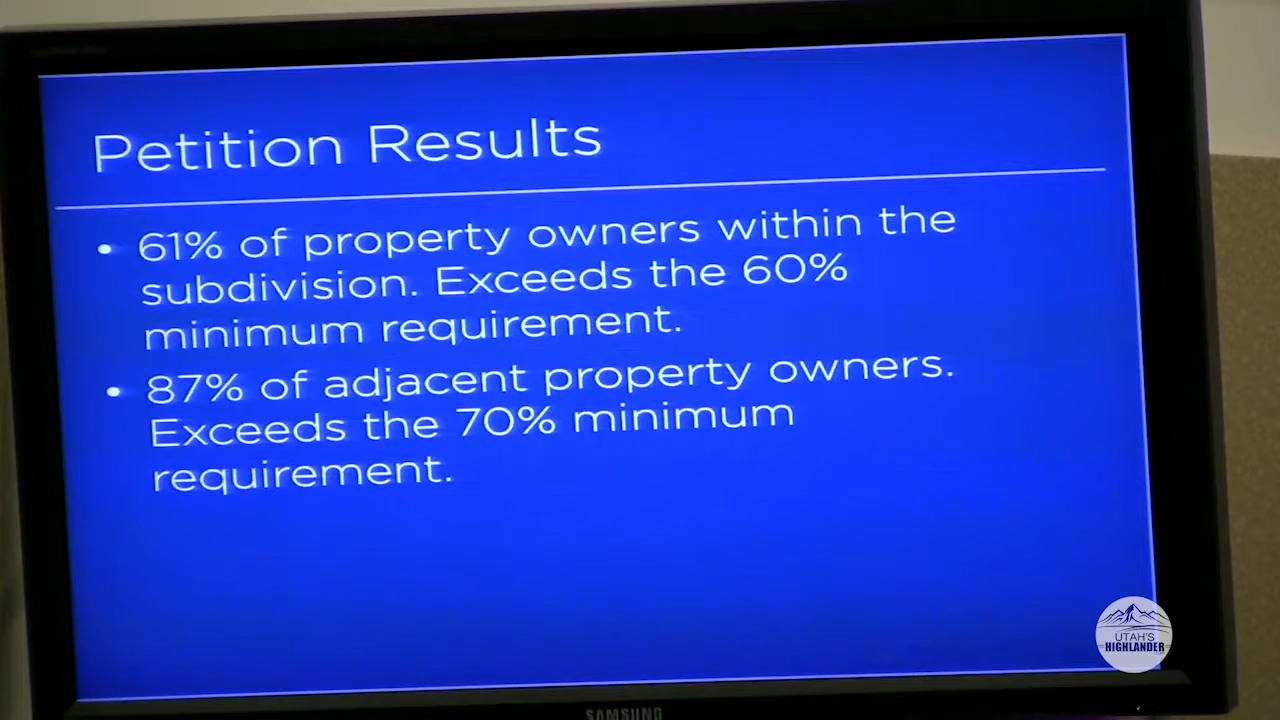 Petition Results
• 61% of property owners within the
subdivision. Exceeds the 60%
minimum requirement.
• 87% of adjacent property owners.
Exceeds the 70% minimum
requirement.
UTAH'S
HIGHLANDER
SAMSUNG